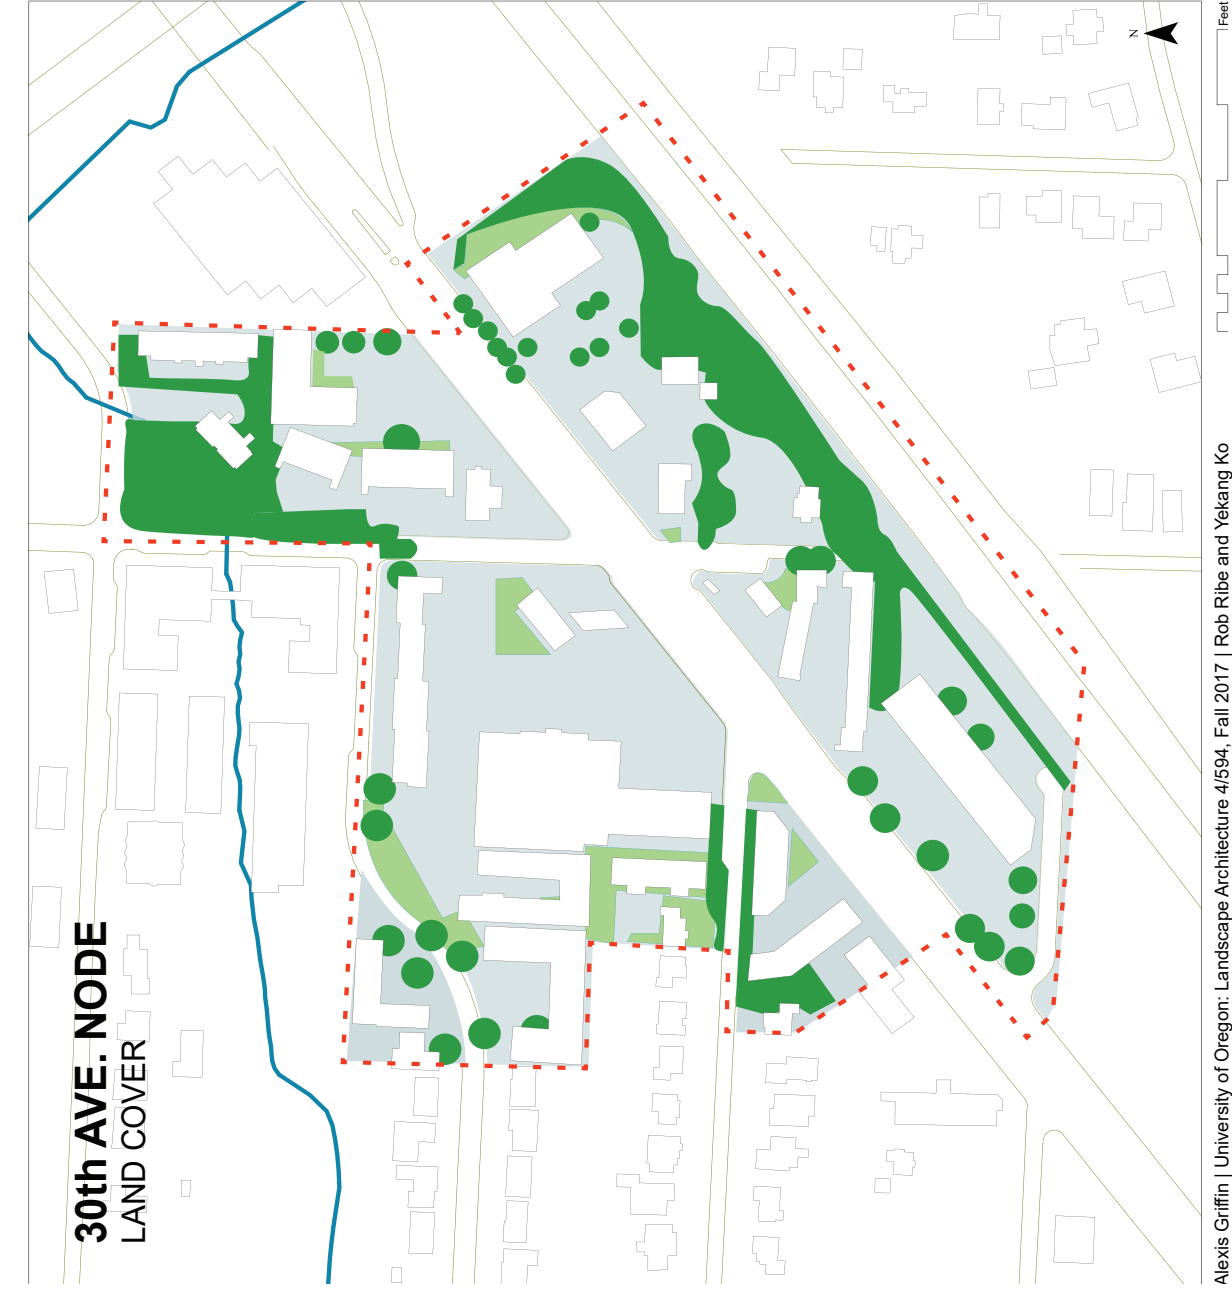 30th AVE. NODE
LAND COVER
N
Feet
Alexis Griffin | University of Oregon: Landscape Architecture 4/594, Fall 2017 | Rob Ribe and Yekang Ko